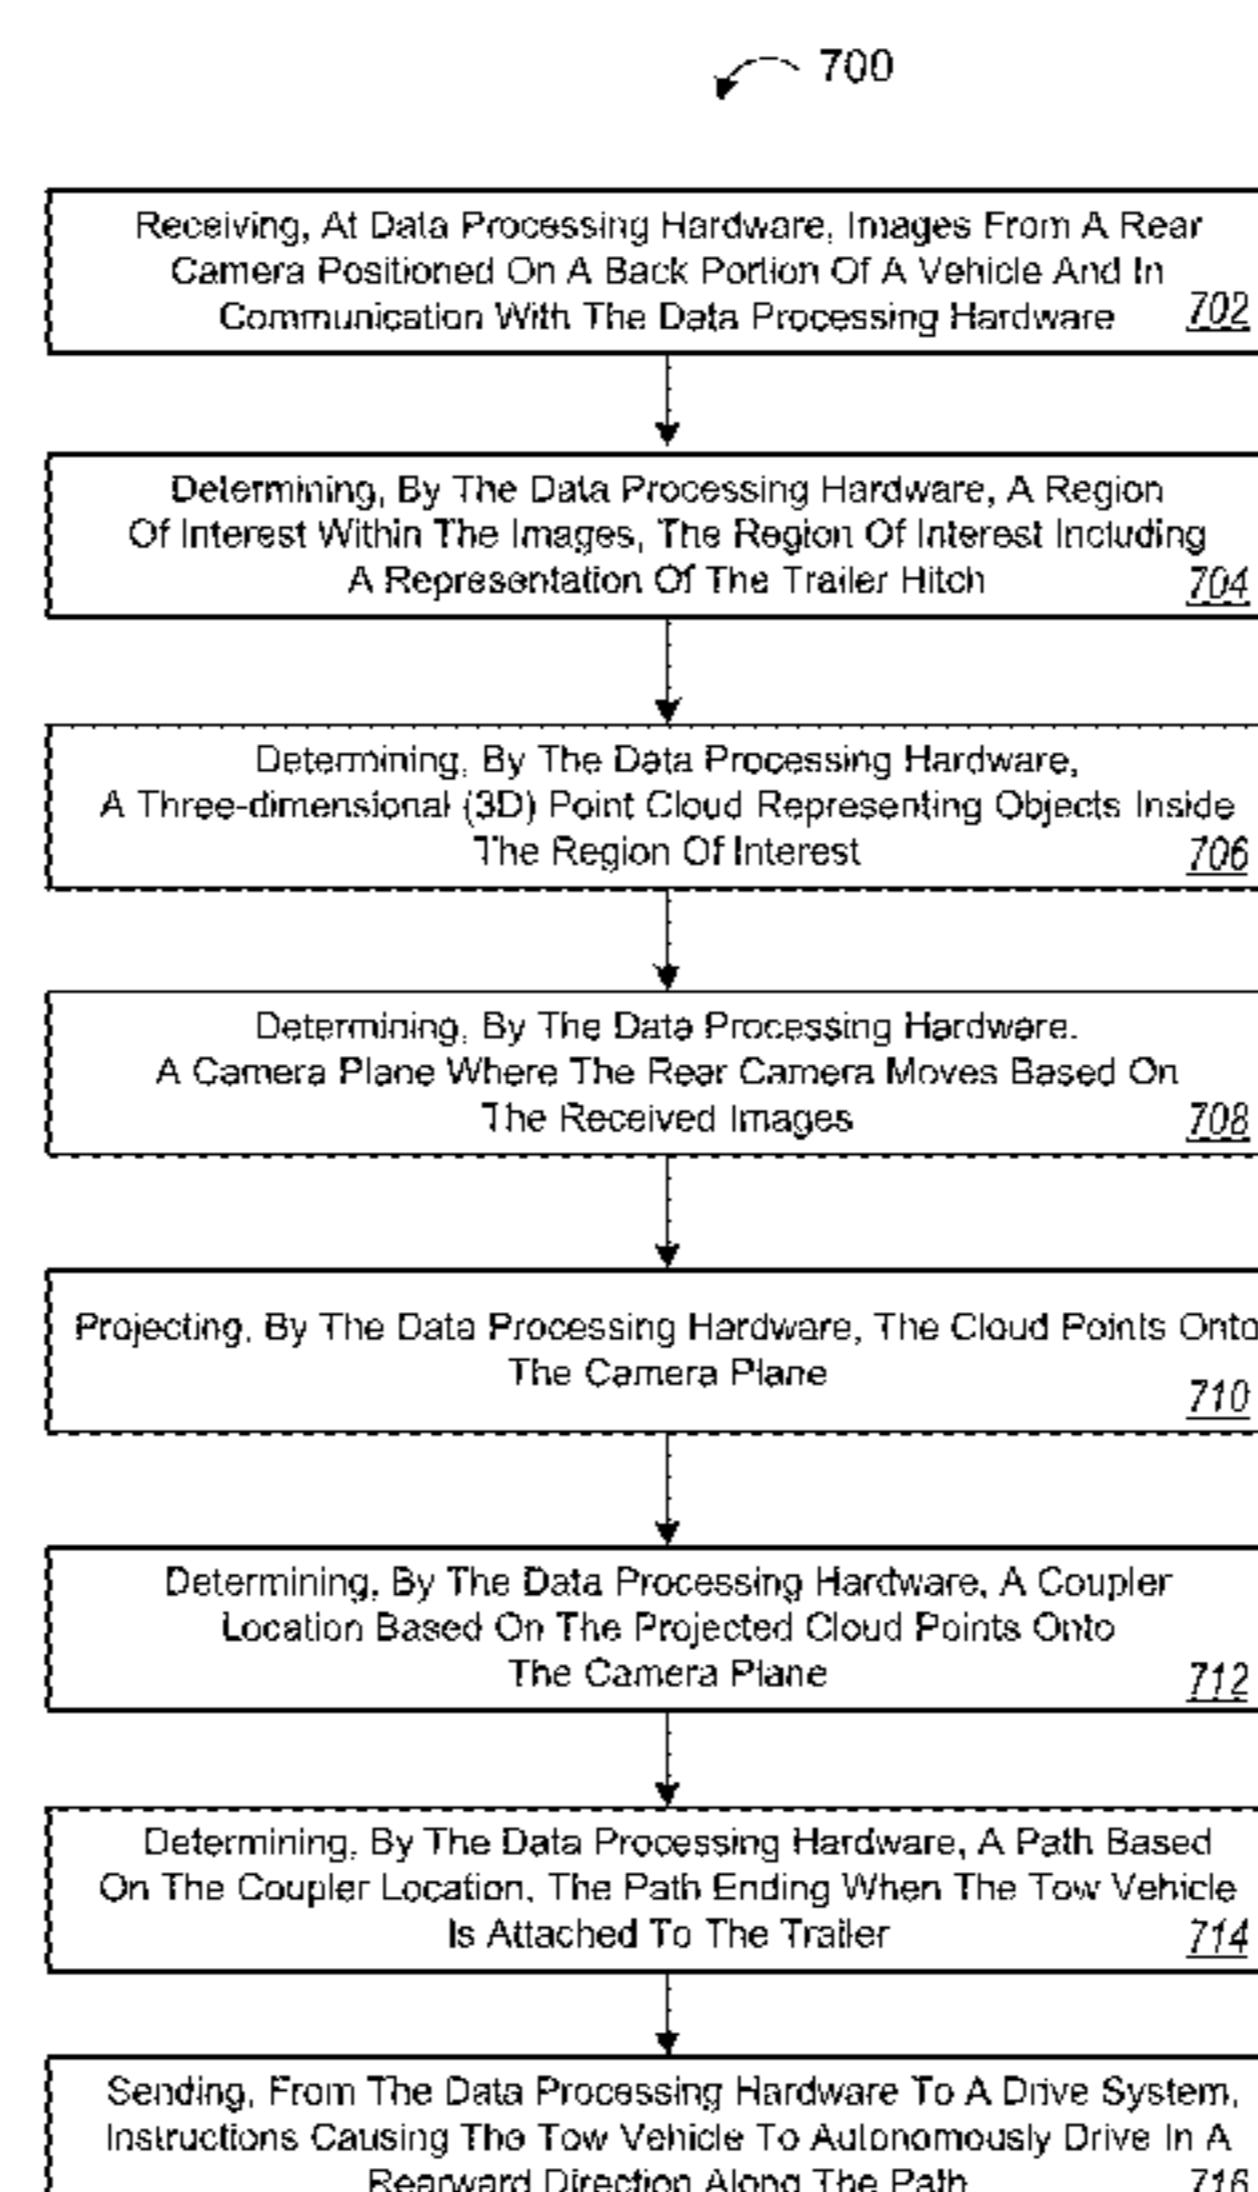 700
Receiving, At Data Processing Hardware, Images From A Rear
Camera Positioned On A Back Portion Of A Vehicle And In
Communication With The Data Processing Hardware
702
Determining, By The Data Processing Hardware, A Region
Of Interest Within The Images, The Region Of Interest Including
A Representation Of The Trailer Hitch
704
Determining, By The Data Processing Hardware,
A Three-dimensional (3D) Point Cloud Representing Objects Inside
The Region Of Interest
706
Determining, By The Data Processing Hardware.
A Camera Plane Where The Rear Camera Moves Based On
The Received Images
708
Projecting, By The Data Processing Hardware, The Cloud Points Onto
The Camera Plane
710
Determining, By The Data Processing Hardware, A Coupler
Location Based On The Projected Cloud Points Onto
The Camera Plane
712
Determining, By The Data Processing Hardware, A Path Based
On The Coupler Location, The Path Ending When The Tow Vehicle
Is Attached To The Trailer
714
Sending, From The Data Processing Hardware To A Drive System,
Instructions Causing The Tow Vehicle To Autonomously Drive In A
Rearward Direction Along The Path
716